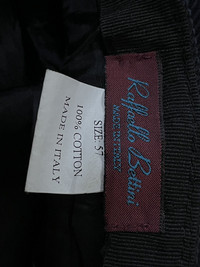 Raffaello Bettini
MADE IN ITALY
SIZE: 57
100% COTTON
MADE IN ITALY